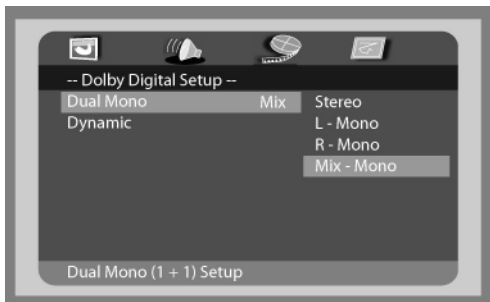 -- Dolby Digital Setup --
Dual Mono Mix Stereo
Dynamic L - Mono
R - Mono
Mix - Mono
Dual Mono (1 + 1) Setup